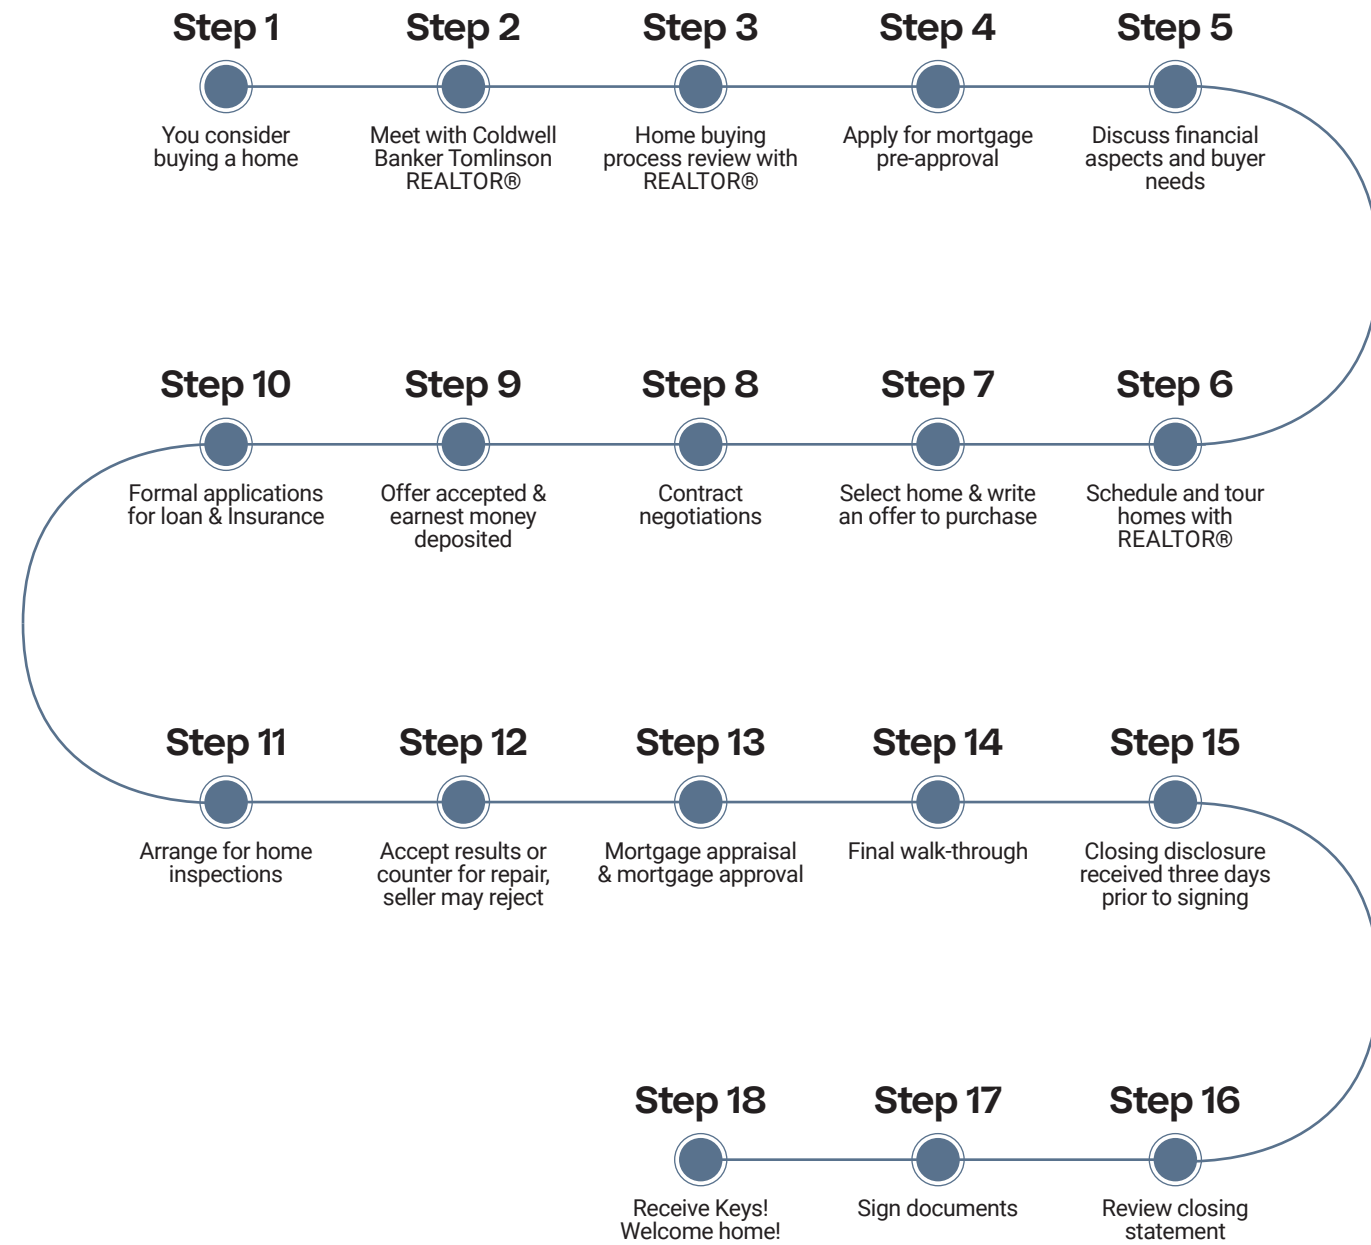 Step 1
You consider
buying a home
Step 2
Meet with Coldwell
Banker Tomlinson
REALTOR®
Step 3
Home buying
process review with
REALTOR®
Step 4
Apply for mortgage
pre-approval
Step 5
Discuss financial
aspects and buyer
needs
Step 6
Schedule and tour
homes with
REALTOR®
Step 7
Select home & write
an offer to purchase
Step 8
Contract
negotiations
Step 9
Offer accepted &
earnest money
deposited
Step 10
Formal applications
for loan & Insurance
Step 11
Arrange for home
inspections
Step 12
Accept results or
counter for repair,
seller may reject
Step 13
Mortgage appraisal
& mortgage approval
Step 14
Final walk-through
Step 15
Closing disclosure
received three days
prior to signing
Step 16
Review closing
statement
Step 17
Sign documents
Step 18
Receive Keys!
Welcome home!